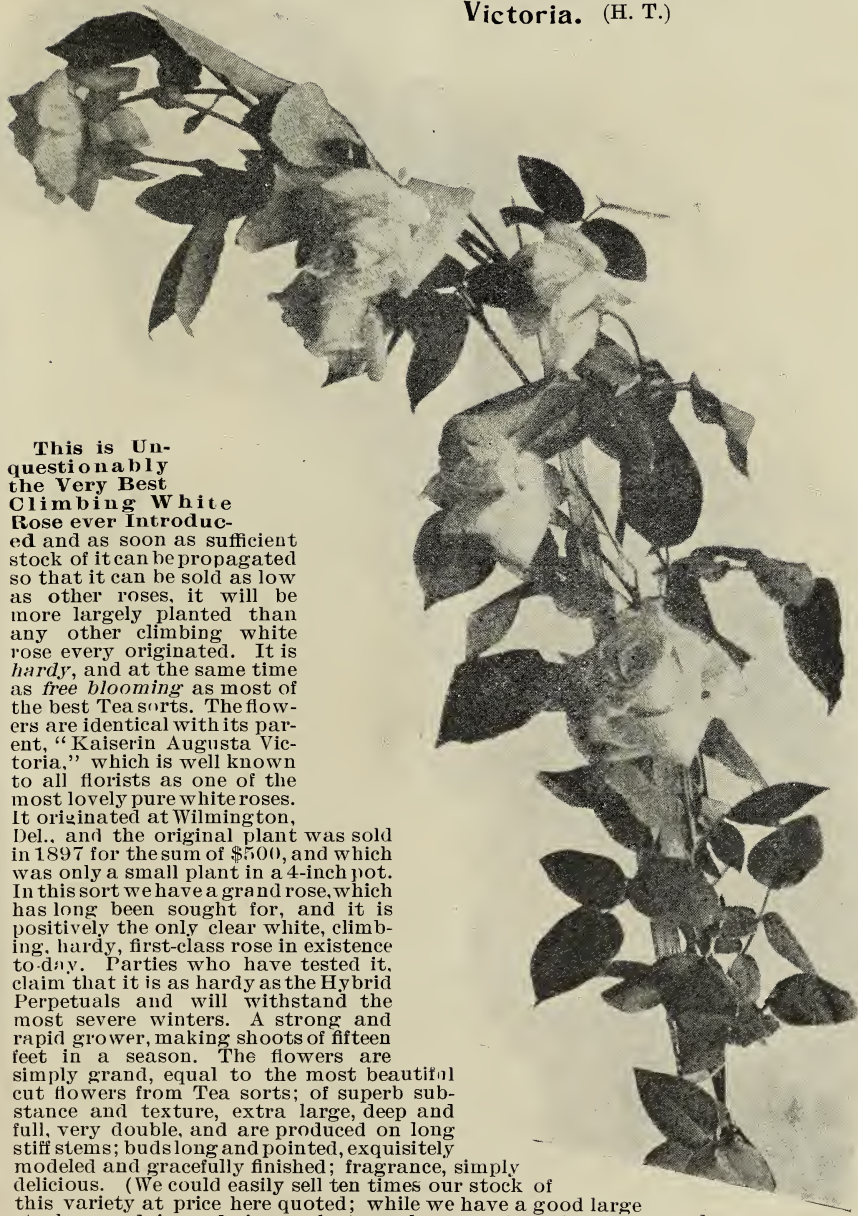 Victoria. (H. T.)
This is Un-
questionably
the Very Best
Climbing White
Rose ever Introduc-
ed and as soon as sufficient
stock of it can be propagated
so that it can be sold as low
as other roses, it will be
more largely planted than
any other climbing white
rose every originated. It is
hardy, and at the same time
as free blooming as most of
the best Tea sorts. The flow-
ers are identical with its par-
ent, "Kaiserin Augusta Vic-
toria," which is well known
to all florists as one of the
most lovely pure white roses.
It originated at Wilmington,
Del., and the original plant was sold
in 1897 for the sum of $500, and which
was only a small plant in a 4-inch pot.
In this sort we have a grand rose, which
has long been sought for, and it is
positively the only clear white, climb-
ing, hardy, first-class rose in existence
to-day. Parties who have tested it,
claim that it is as hardy as the Hybrid
Perpetuals and will withstand the
most severe winters. A strong and
rapid grower, making shoots of fifteen
feet in a season. The flowers are
simply grand, equal to the most beautiful
cut flowers from Tea sorts; of superb sub-
stance and texture, extra large, deep and
full, very double, and are produced on long
stiff stems; buds long and pointed, exquisitely
modeled and gracefully finished; fragrance, simply
delicious. (We could easily sell ten times our stock of
this variety at price here quoted; while we have a good large